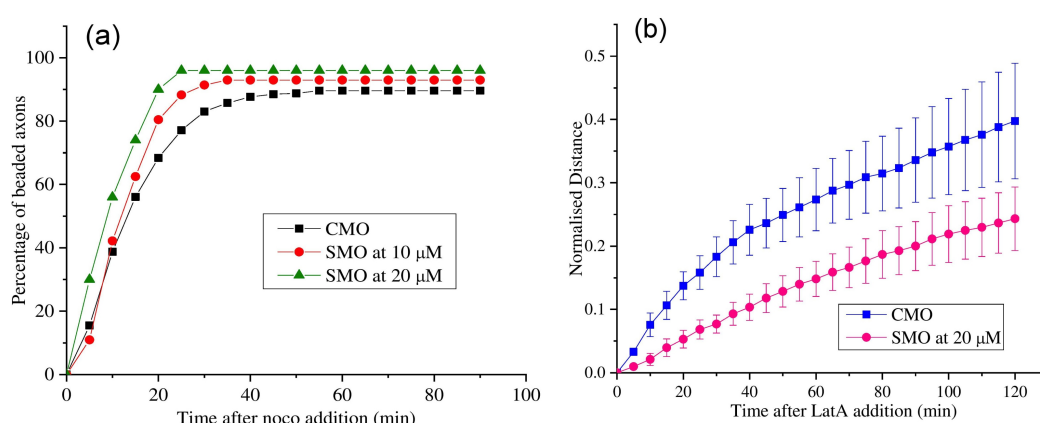 (a)
100
80
60
40
20
0
Percentage of beaded axons
CMO
SMO at 10 μM
SMO at 20 μM
0 20 40 60 80 100
Time after noco addition (min)
(b)
0.5
0.4
0.3
0.2
0.1
0.0
Normalised Distance
CMO
SMO at 20 μM
0 20 40 60 80 100 120
Time after LatA addition (min)